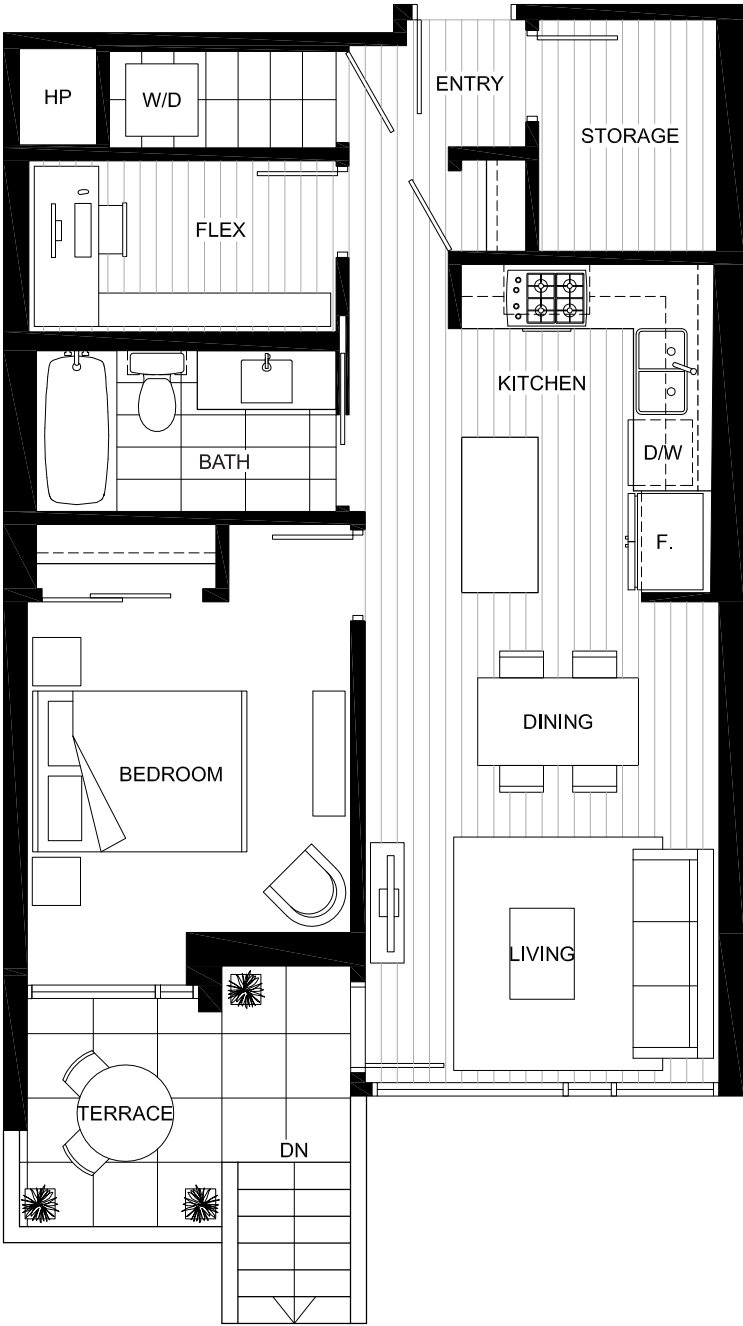 HP
W/D
ENTRY
STORAGE
FLEX
KITCHEN
BATH
D/W
F.
DINING
BEDROOM
LIVING
TERRACE
DN